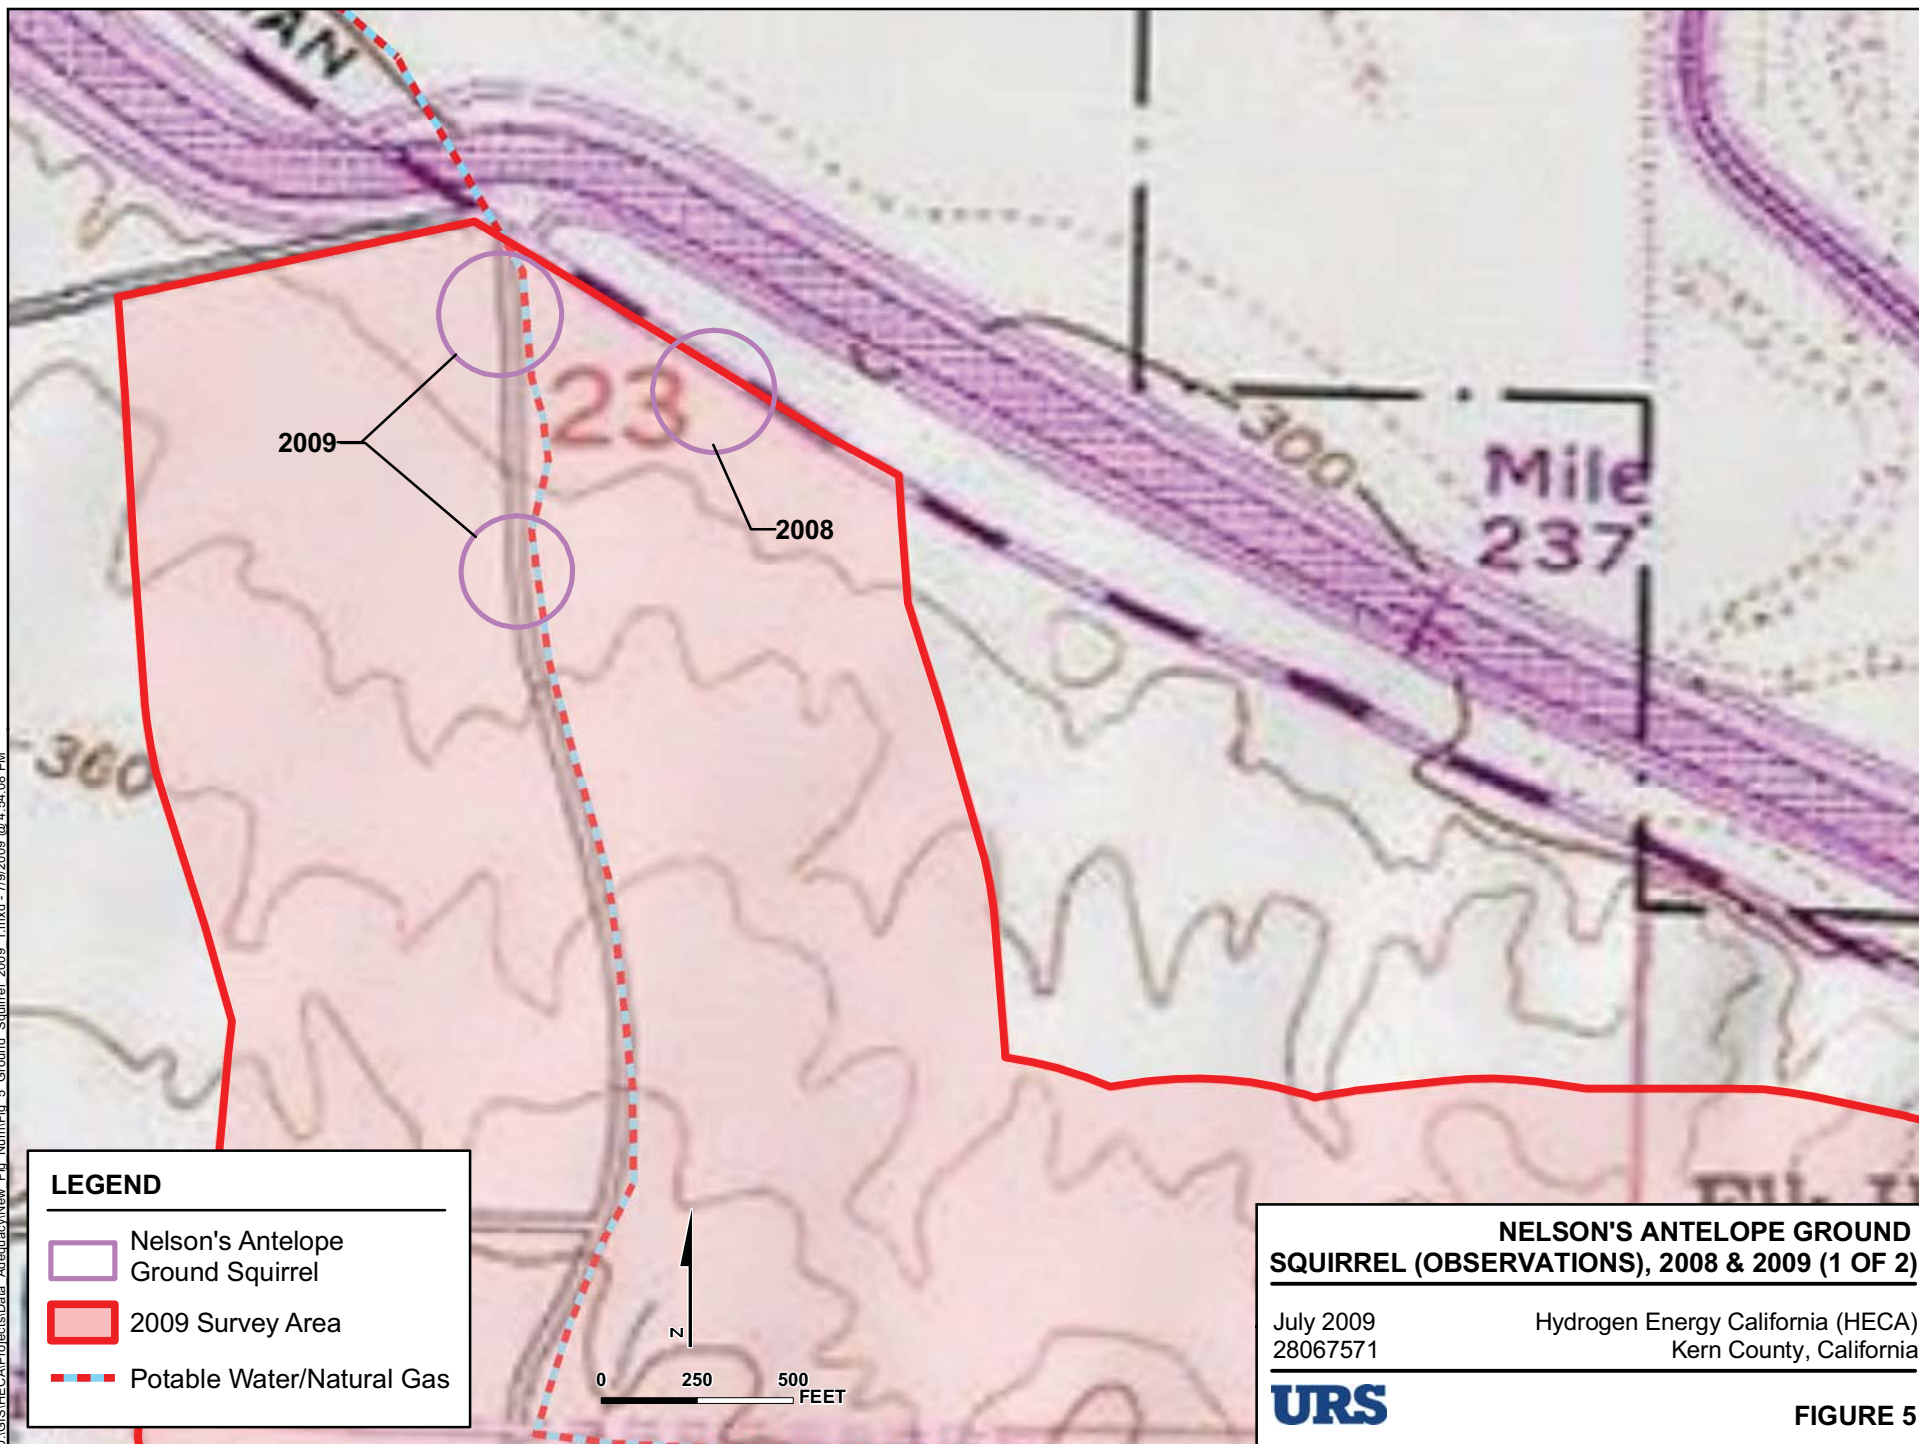 23
2009
2008
300
Mile
237
360
LEGEND
Nelson's Antelope
Ground Squirrel
2009 Survey Area
Potable Water/Natural Gas
N
0 250 500
FEET
NELSON'S ANTELOPE GROUND
SQUIRREL (OBSERVATIONS), 2008 & 2009 (1 OF 2)
July 2009 Hydrogen Energy California (HECA)
28067571 Kern County, California
URS
FIGURE 5